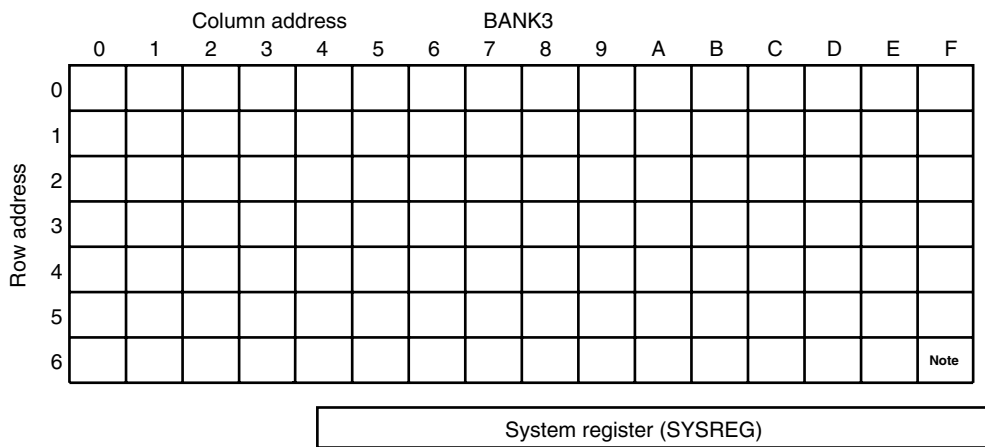 Column address BANK3
0 1 2 3 4 5 6 7 8 9 A B C D E F
Row address
0
1
2
3
4
5
6 Note
System register (SYSREG)